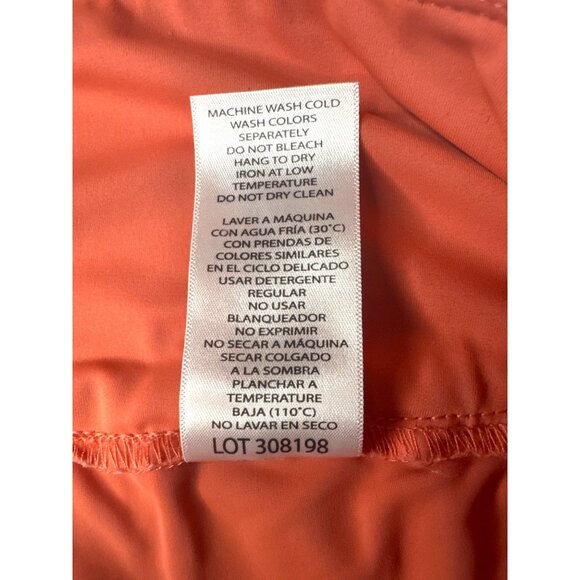 MACHINE WASH COLD
WASH COLORS
SEPARATELY
DO NOT BLEACH
HANG TO DRY
IRON AT LOW
TEMPERATURE
DO NOT DRY CLEAN
LAVER A MÁQUINA
CON AGUA FRÍA (30°C)
CON PRENDAS DE
COLORES SIMILARES
EN EL CICLO DELICADO
USAR DETERGENTE
REGULAR
NO USAR
BLANQUEADOR
NO EXPRIMIR
NO SECAR A MÁQUINA
SECAR COLGADO
A LA SOMBRA
PLANCHAR A
TEMPERATURE
BAJA (110°C)
NO LAVAR EN SECO
LOT 308198